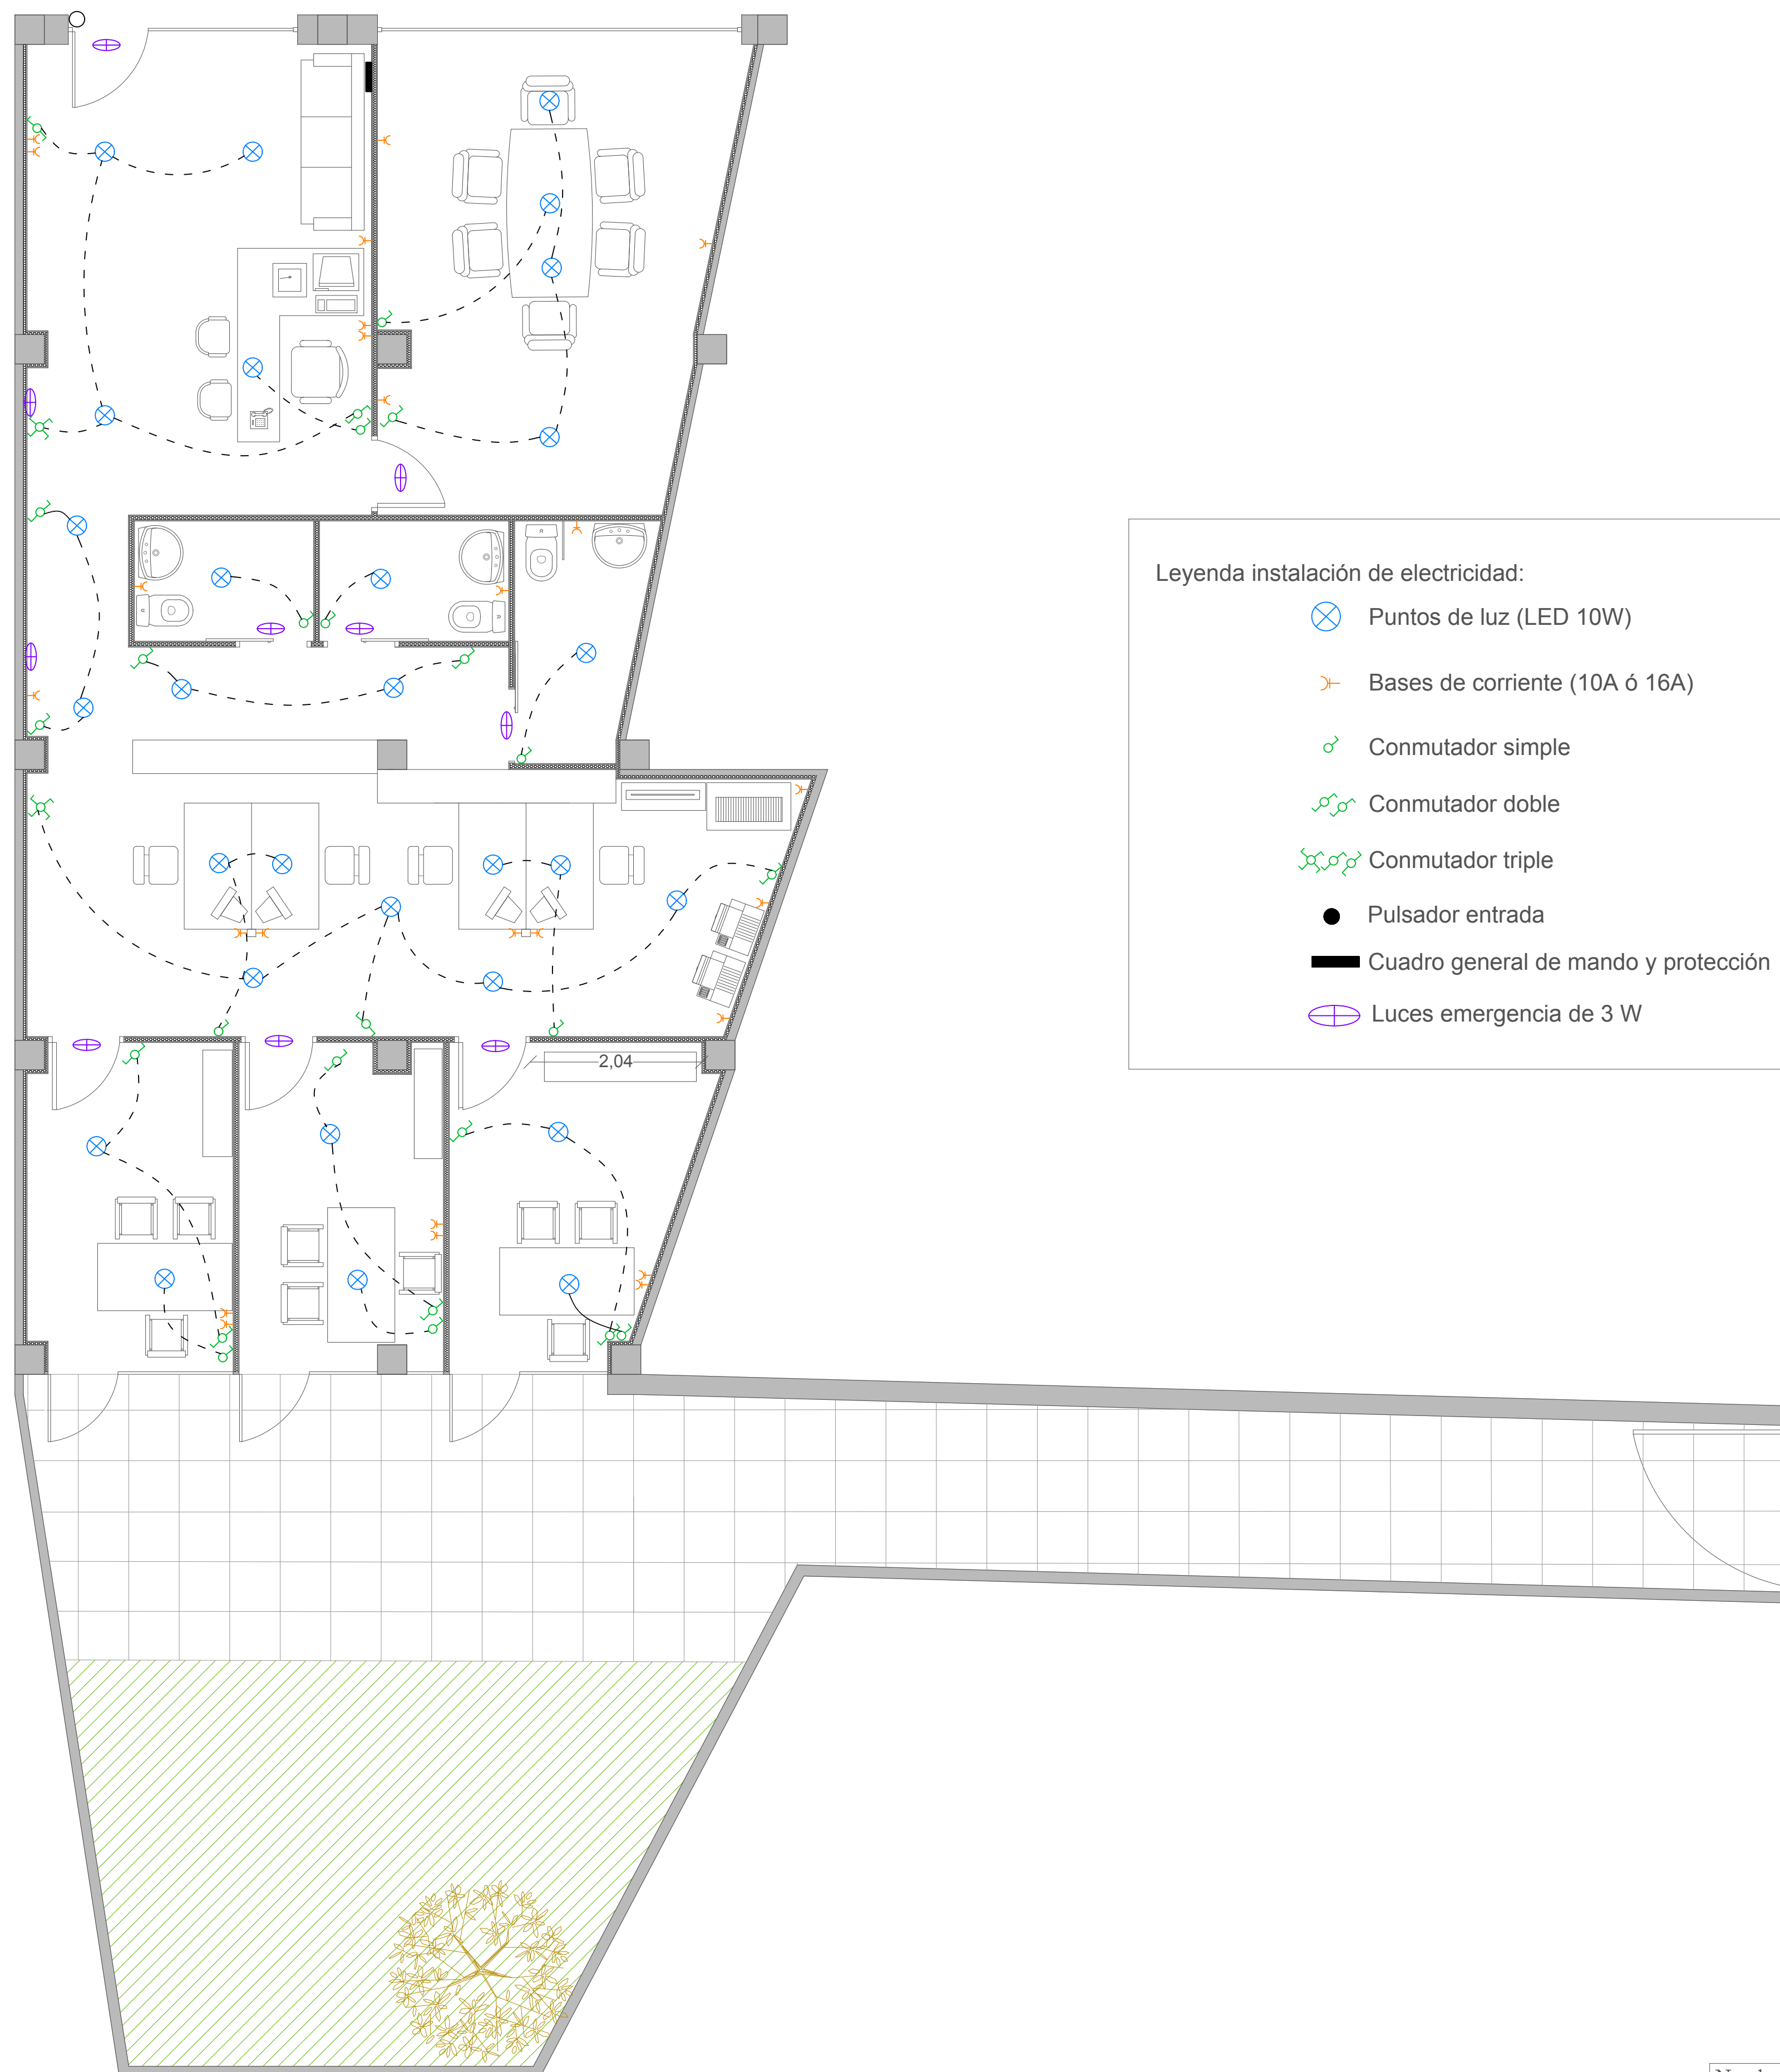 Leyenda instalación de electricidad:
Puntos de luz (LED 10W)
Bases de corriente (10A ó 16A)
Conmutador simple
Conmutador doble
Conmutador triple
Pulsador entrada
Cuadro general de mando y protección
Luces emergencia de 3 W
2,04